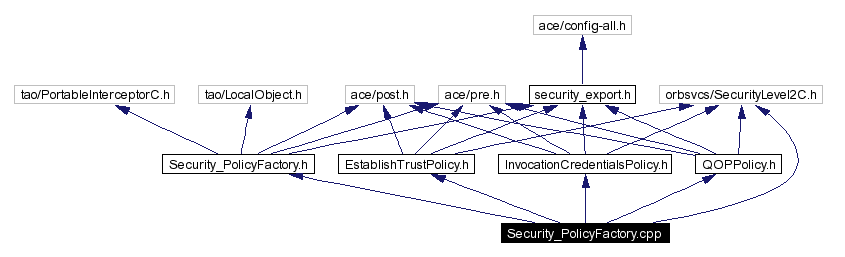 ace/config-all.h
tao/PortableInterceptorC.h
tao/LocalObject.h
ace/post.h
ace/pre.h
security_export.h
orbsvcs/SecurityLevel2C.h
Security_PolicyFactory.h
EstablishTrustPolicy.h
InvocationCredentialsPolicy.h
QOPPolicy.h
Security_PolicyFactory.cpp